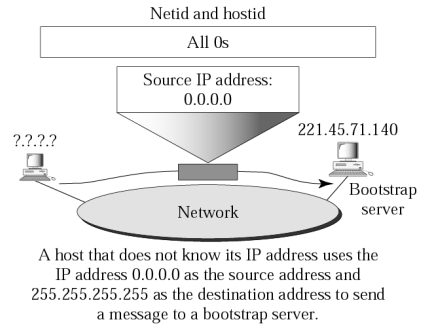 Netid and hostid
All 0s
Source IP address:
0.0.0.0
?.?.?.?
221.45.71.140
Bootstrap
server
Network
A host that does not know its IP address uses the
IP address 0.0.0.0 as the source address and
255.255.255.255 as the destination address to send
a message to a bootstrap server.